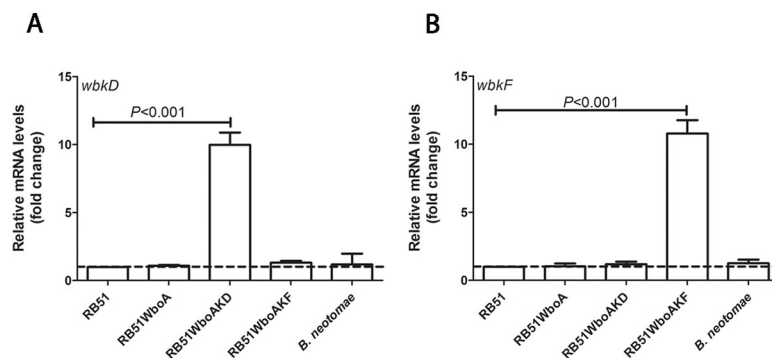 A
wbkD
P<0.001
Relative mRNA levels
(fold change)
15
10
5
0
RB51
RB51WboA
RB51WboAKD
RB51WboAKF
B. neotomae
B
wbkF
P<0.001
Relative mRNA levels
(fold change)
15
10
5
0
RB51
RB51WboA
RB51WboAKD
RB51WboAKF
B. neotomae